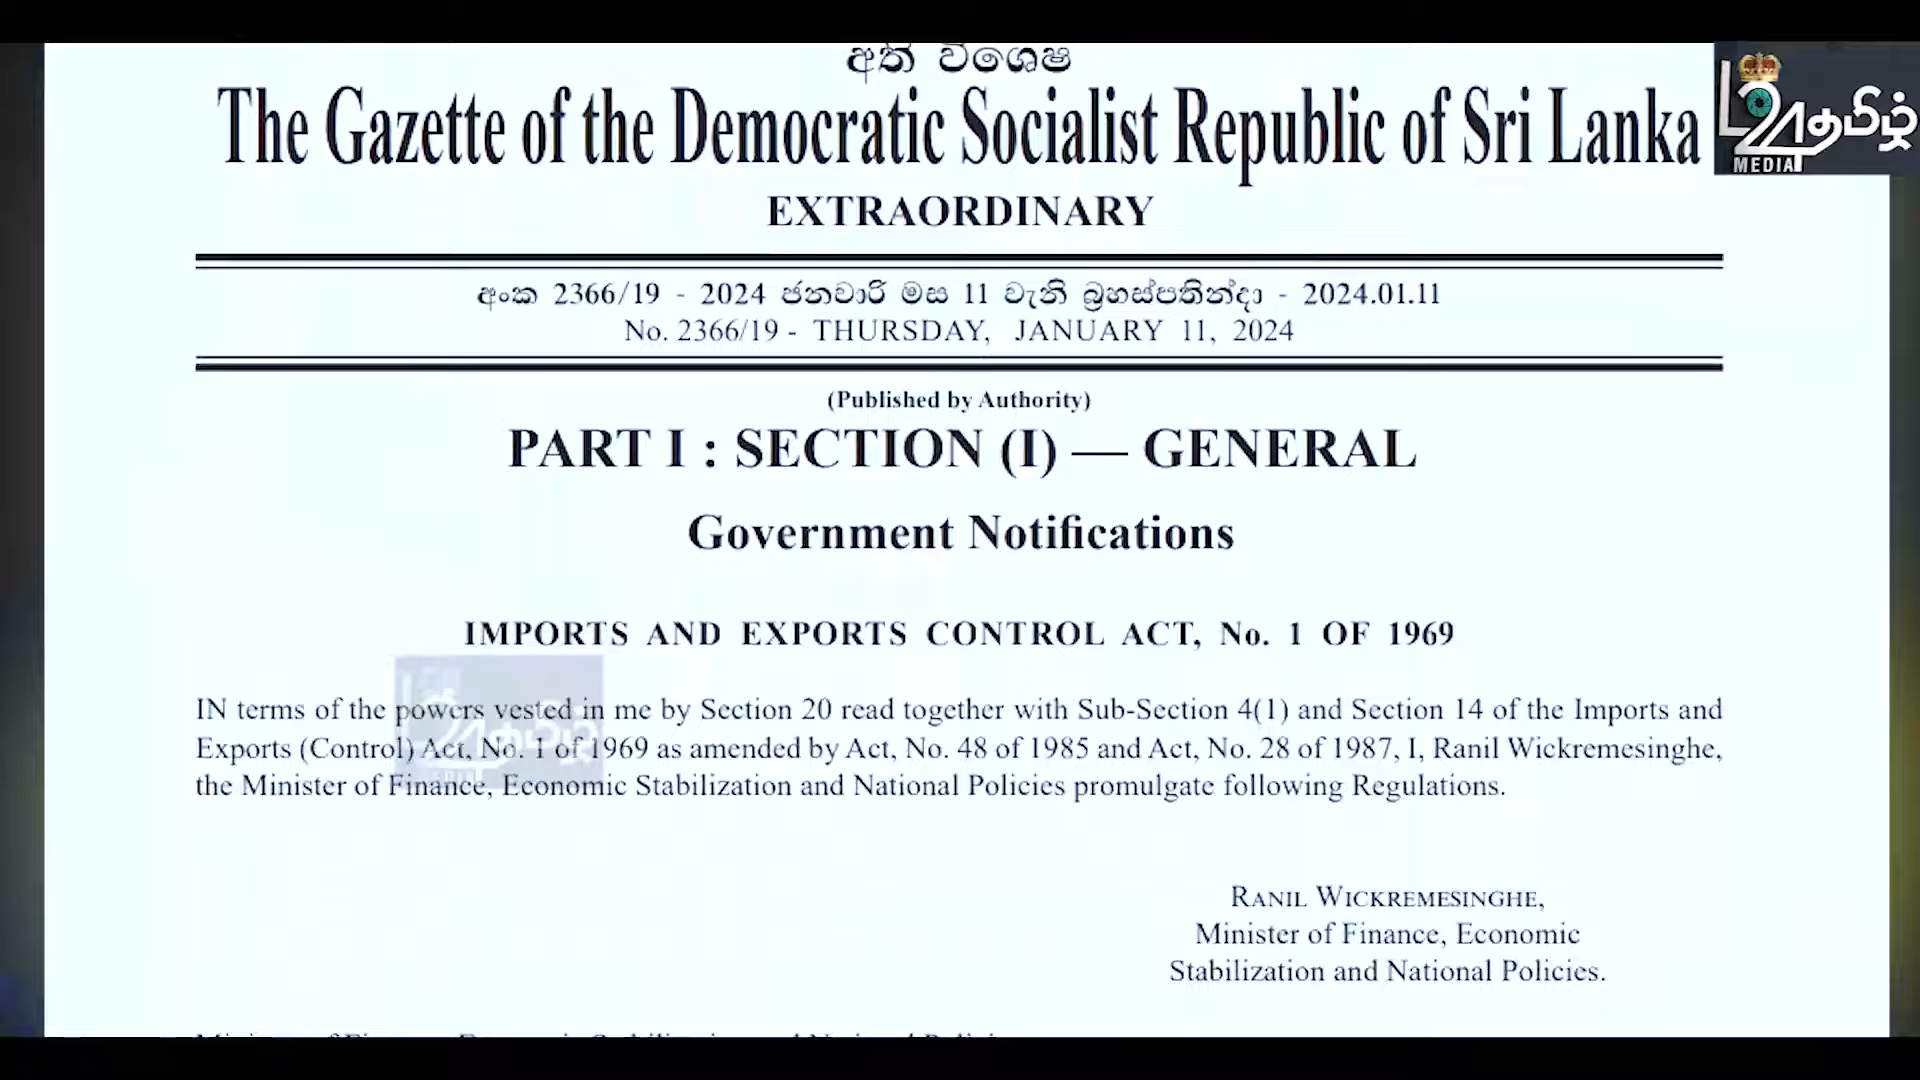 අති විශෙෂ
The Gazette of the Democratic Socialist Republic of Sri Lanka
EXTRAORDINARY
අංක 2366/19 - 2024 ජනවාරි මස 11 වැනි බ්‍රහස්පතින්දා - 2024.01.11
No. 2366/19 - THURSDAY, JANUARY 11, 2024
(Published by Authority)
PART I : SECTION (I) — GENERAL
Government Notifications
IMPORTS AND EXPORTS CONTROL ACT, No. 1 OF 1969
IN terms of the powers vested in me by Section 20 read together with Sub-Section 4(1) and Section 14 of the Imports and
Exports (Control) Act, No. 1 of 1969 as amended by Act, No. 48 of 1985 and Act, No. 28 of 1987, I, Ranil Wickremesinghe,
the Minister of Finance, Economic Stabilization and National Policies promulgate following Regulations.
RANIL WICKREMESINGHE,
Minister of Finance, Economic
Stabilization and National Policies.
L24தமிழ்
MEDIA